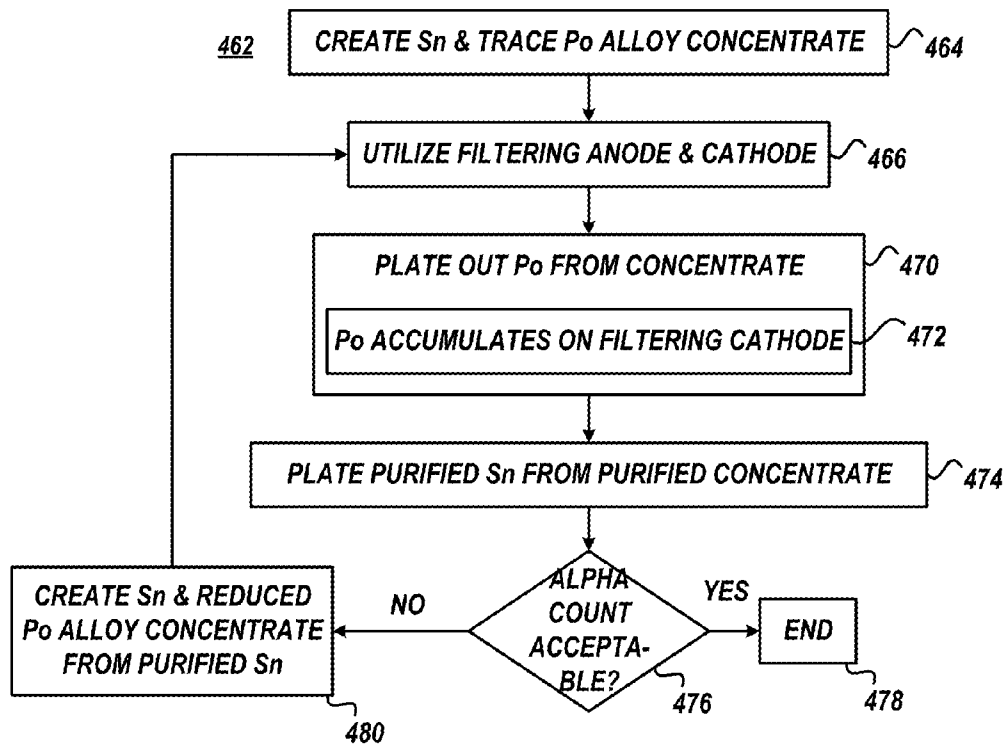 462
CREATE Sn & TRACE Po ALLOY CONCENTRATE
464
UTILIZE FILTERING ANODE & CATHODE
466
PLATE OUT Po FROM CONCENTRATE
470
Po ACCUMULATES ON FILTERING CATHODE
472
PLATE PURIFIED Sn FROM PURIFIED CONCENTRATE
474
ALPHA
COUNT
ACCEPTA-
BLE?
476
YES
END
478
NO
CREATE Sn & REDUCED
Po ALLOY CONCENTRATE
FROM PURIFIED Sn
480